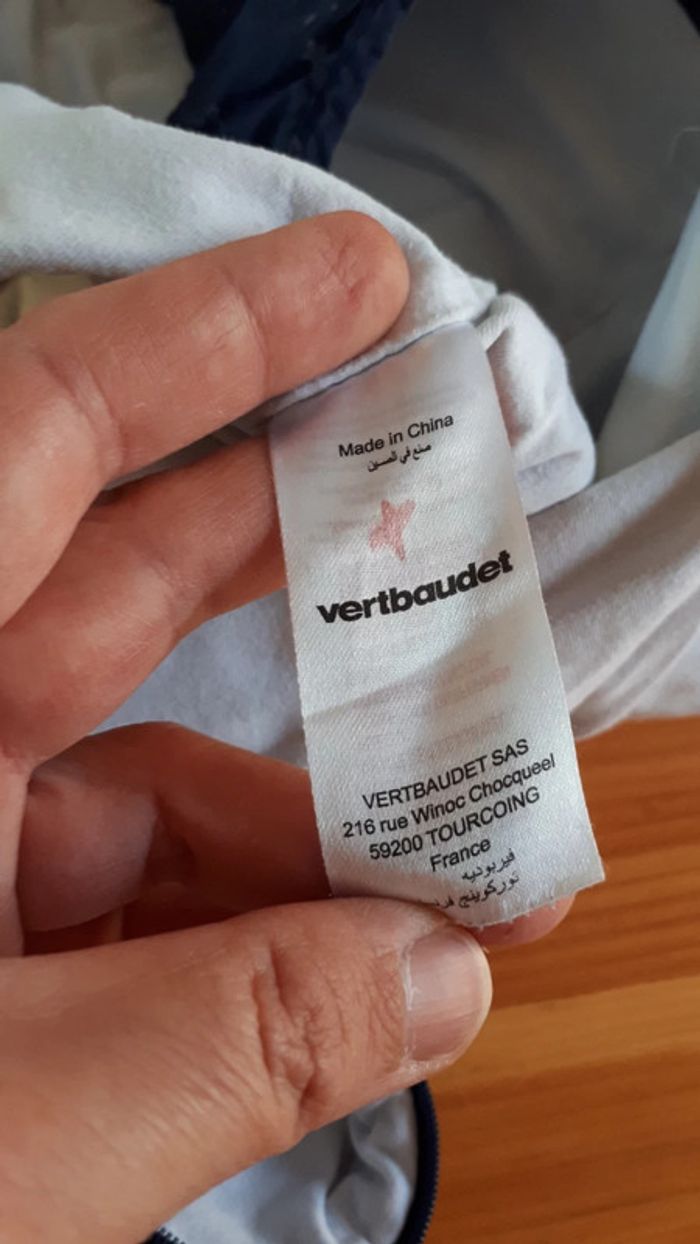 Made in China
صنع في الصين
vertbaudet
VERTBAUDET SAS
216 rue Winoc Chocqueel
59200 TOURCOING
France
فيربوديه
توركوينج